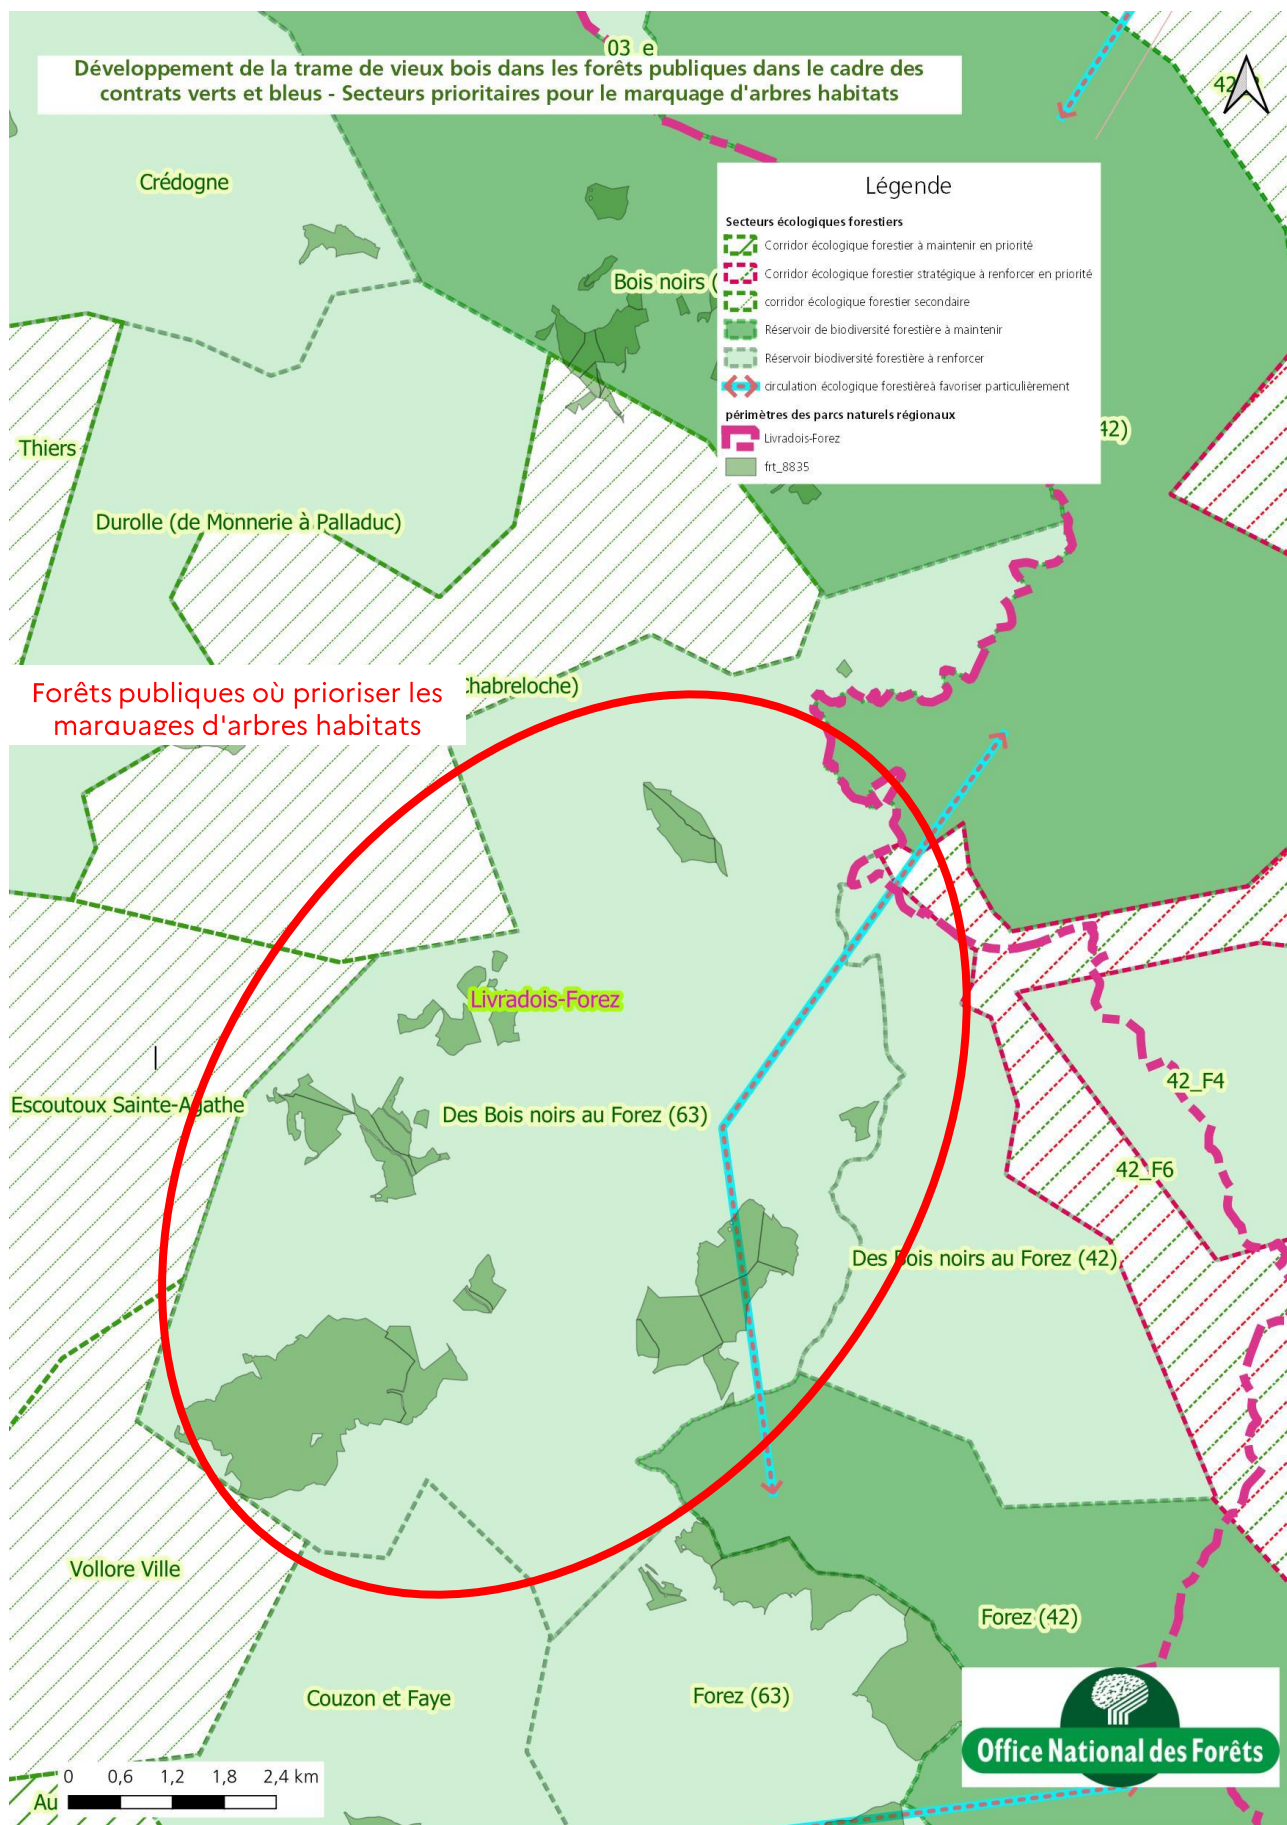 03_e
Développement de la trame de vieux bois dans les forêts publiques dans le cadre des
contrats verts et bleus - Secteurs prioritaires pour le marquage d'arbres habitats
Crédogne
Légende
Secteurs écologiques forestiers
Corridor écologique forestier à maintenir en priorité
Corridor écologique forestier stratégique à renforcer en priorité
corridor écologique forestier secondaire
Réservoir de biodiversité forestière à maintenir
Réservoir biodiversité forestière à renforcer
circulation écologique forestièreà favoriser particulièrement
périmètres des parcs naturels régionaux
Livradois-Forez
frt_8835
Bois noirs (
42)
Thiers
Durolle (de Monnerie à Palladuc)
Chabreloche)
Forêts publiques où prioriser les
marquages d'arbres habitats
Livradois-Forez
Escoutoux Sainte-Agathe
Des Bois noirs au Forez (63)
42_F4
42_F6
Des Bois noirs au Forez (42)
Vollore Ville
Forez (42)
Couzon et Faye
Forez (63)
Office National des Forêts
0 0,6 1,2 1,8 2,4 km
Au